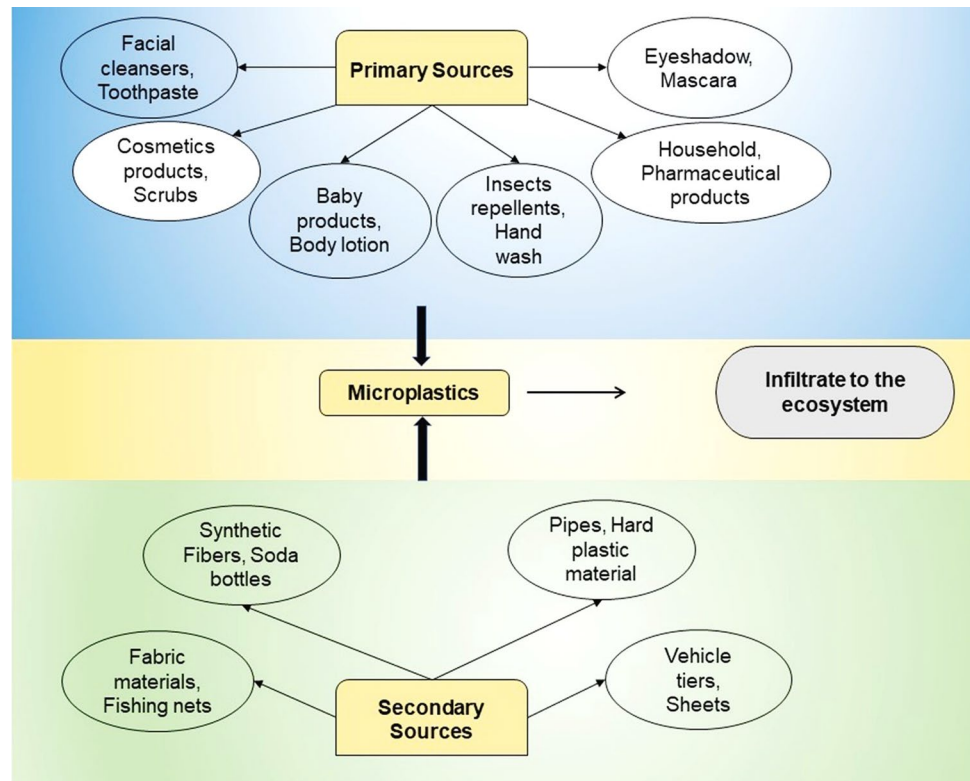 Facial
cleansers,
Toothpaste
Primary Sources
Eyeshadow,
Mascara
Cosmetics
products,
Scrubs
Baby
products,
Body lotion
Insects
repellents,
Hand
wash
Household,
Pharmaceutical
products
Microplastics
Infiltrate to the
ecosystem
Synthetic
Fibers, Soda
bottles
Pipes, Hard
plastic
material
Fabric
materials,
Fishing nets
Secondary
Sources
Vehicle
tiers,
Sheets